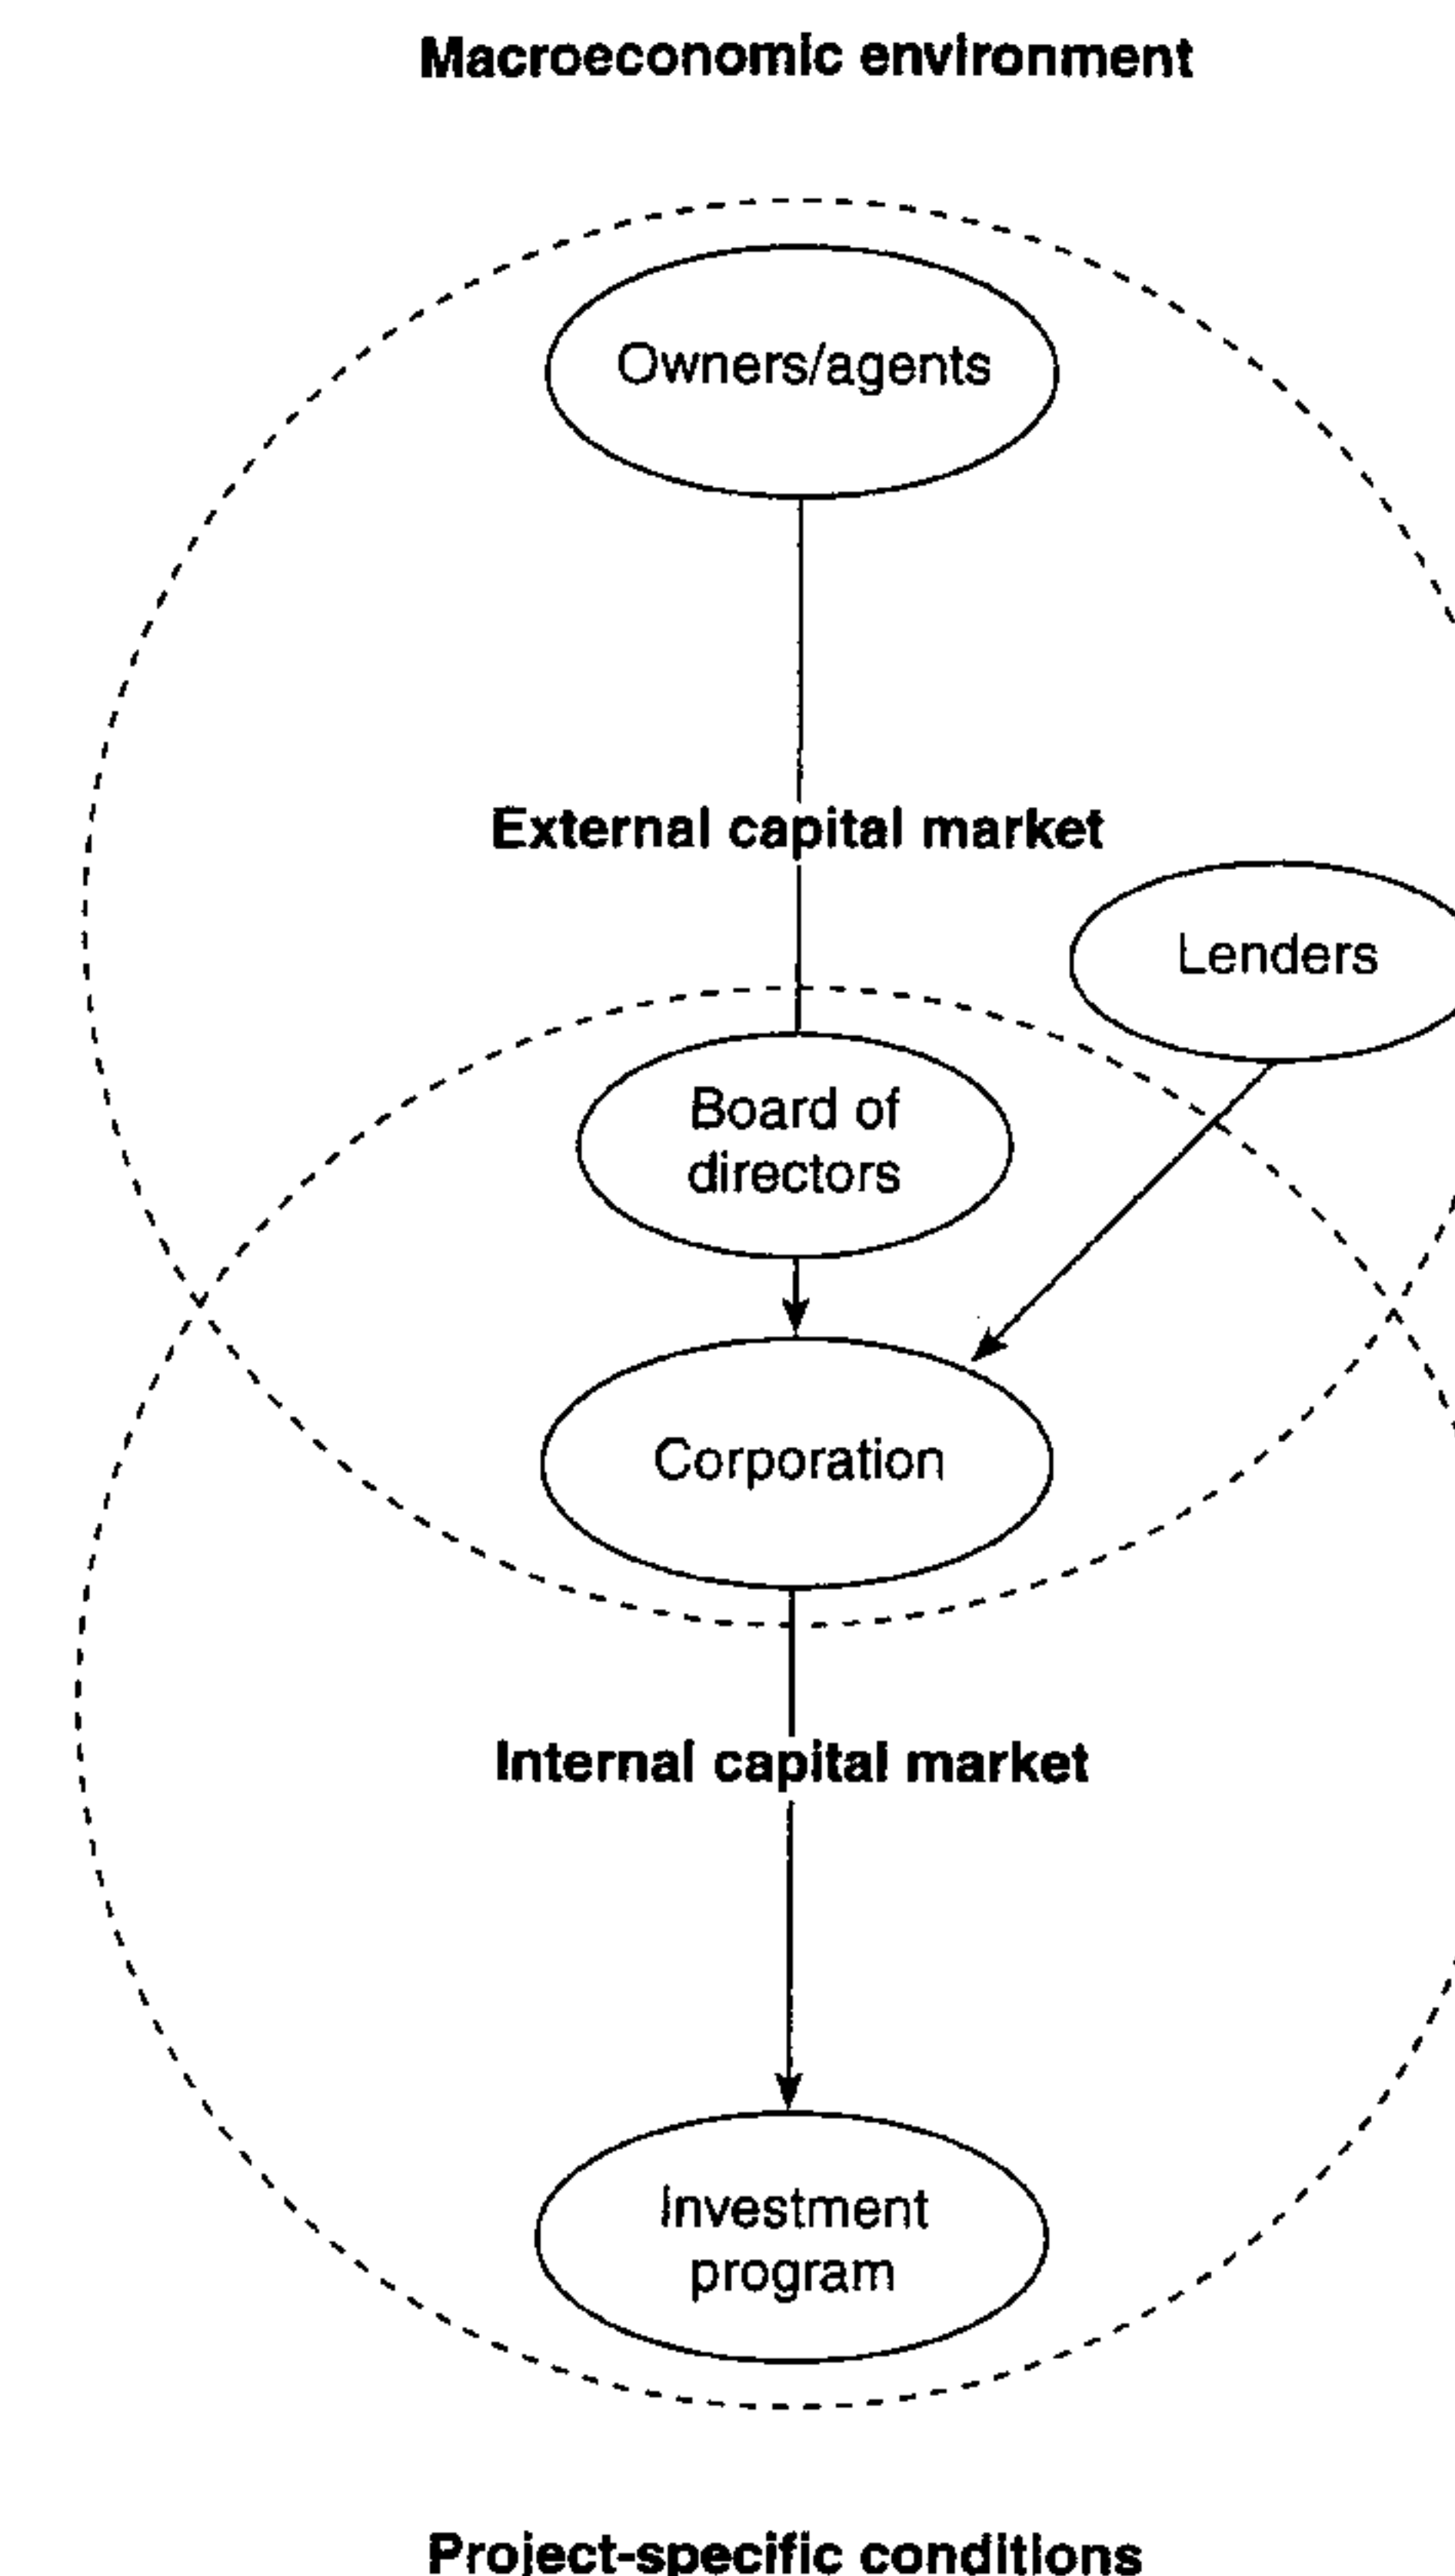 Macroeconomic environment
Owners/agents
External capital market
Lenders
Board of
directors
Corporation
Internal capital market
Investment
program
Project-specific conditions